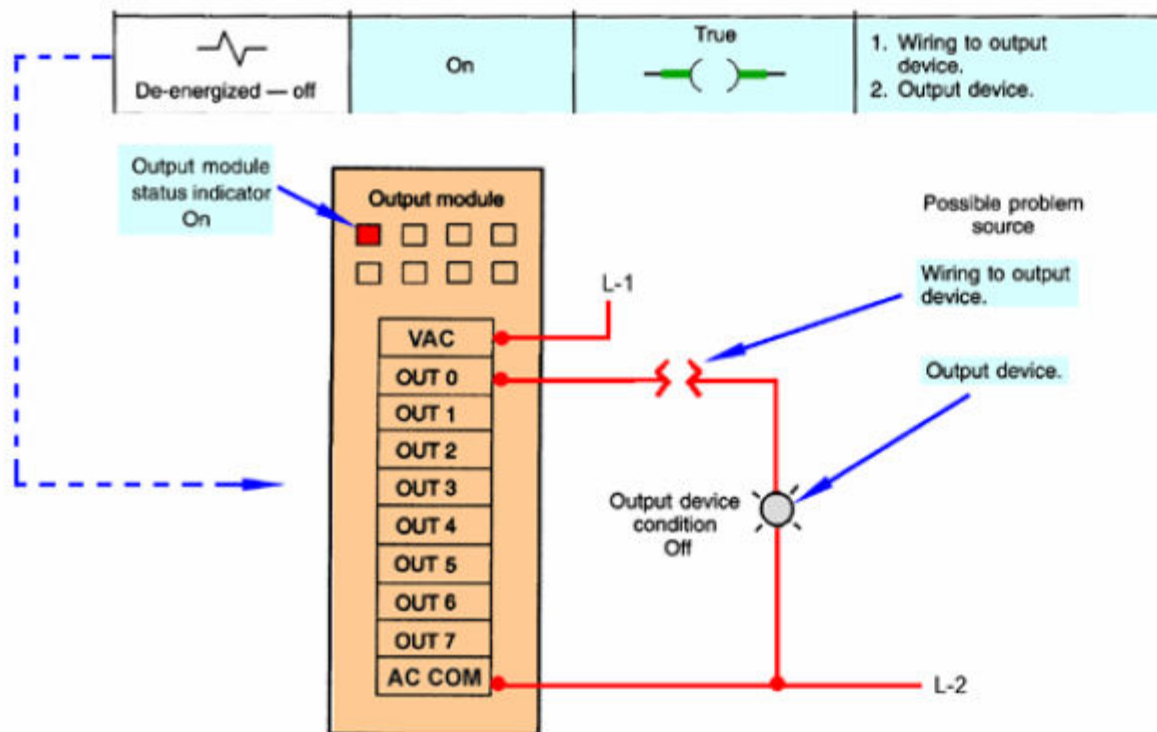 De-energized — off
On
True
1. Wiring to output
device.
2. Output device.
Output module
status indicator
On
Output module
Possible problem
source
Wiring to output
device.
Output device.
L-1
VAC
OUT 0
OUT 1
OUT 2
OUT 3
OUT 4
OUT 5
OUT 6
OUT 7
AC COM
Output device
condition
Off
L-2